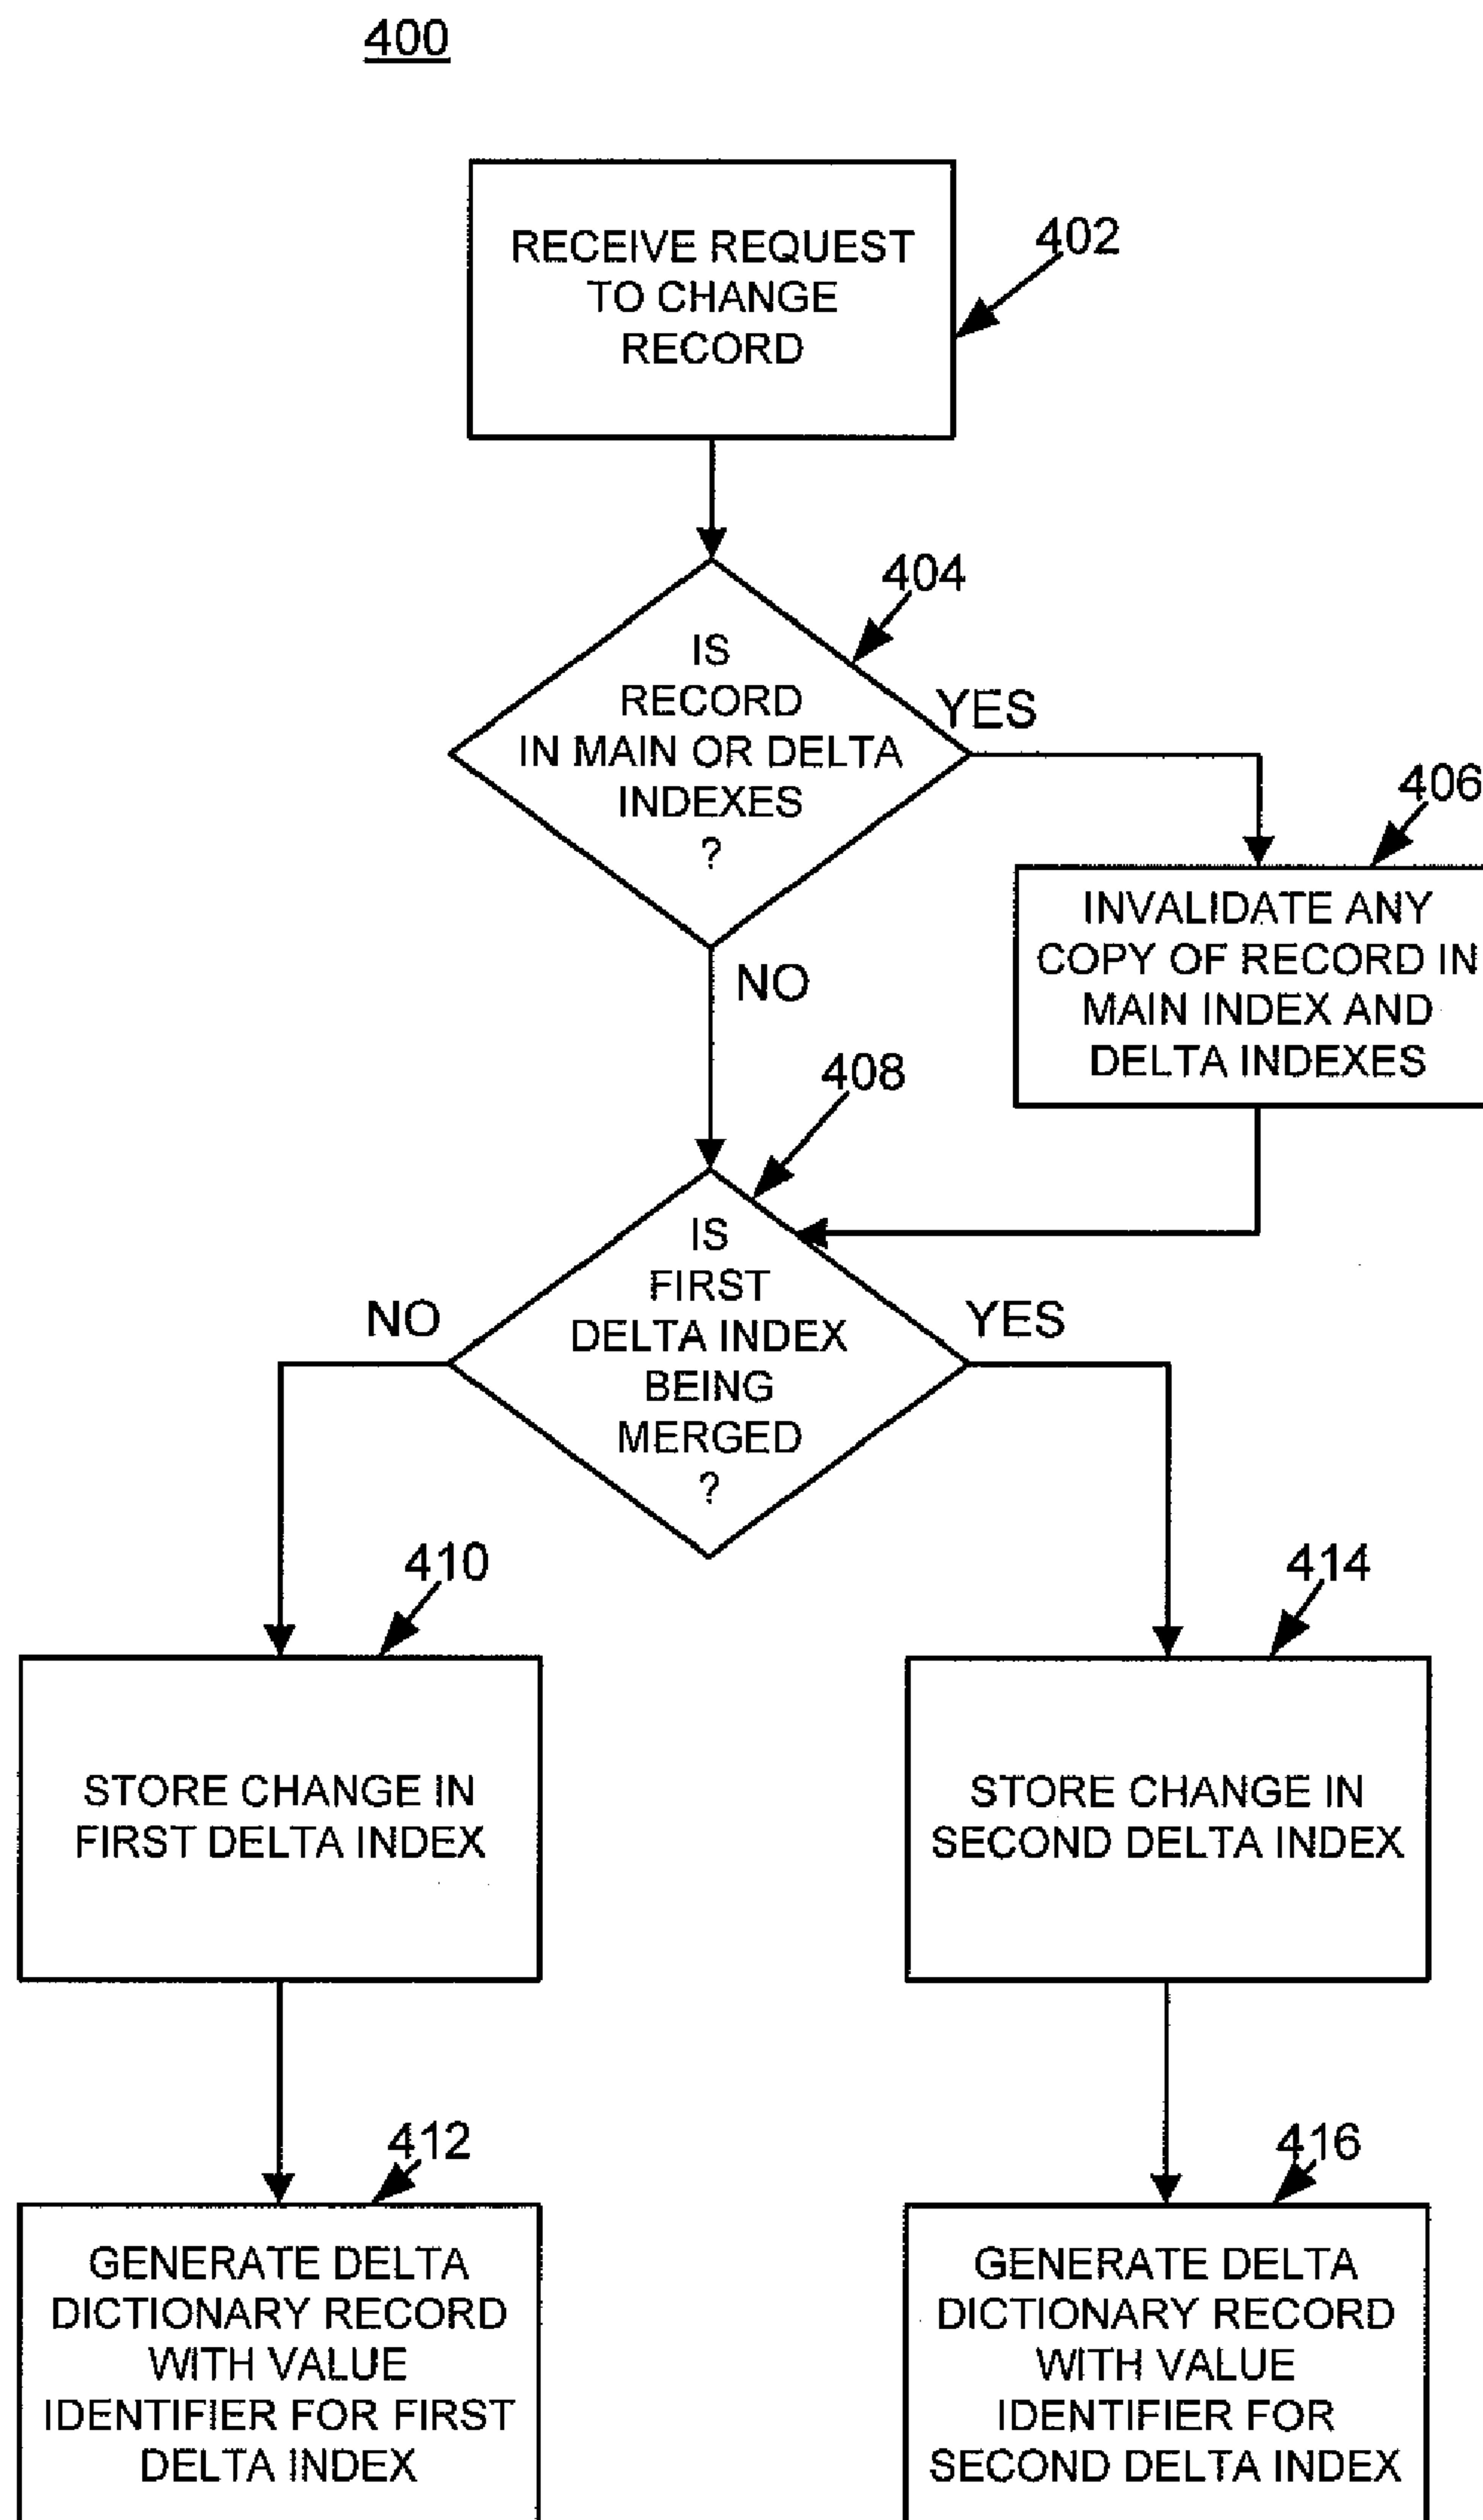 400
RECEIVE REQUEST
TO CHANGE
RECORD
402
404
IS
RECORD
IN MAIN OR DELTA
INDEXES
?
YES
406
INVALIDATE ANY
COPY OF RECORD IN
MAIN INDEX AND
DELTA INDEXES
NO
408
IS
FIRST
DELTA INDEX
BEING
MERGED
?
NO
YES
410
414
STORE CHANGE IN
FIRST DELTA INDEX
STORE CHANGE IN
SECOND DELTA INDEX
412
416
GENERATE DELTA
DICTIONARY RECORD
WITH VALUE
IDENTIFIER FOR FIRST
DELTA INDEX
GENERATE DELTA
DICTIONARY RECORD
WITH VALUE
IDENTIFIER FOR
SECOND DELTA INDEX